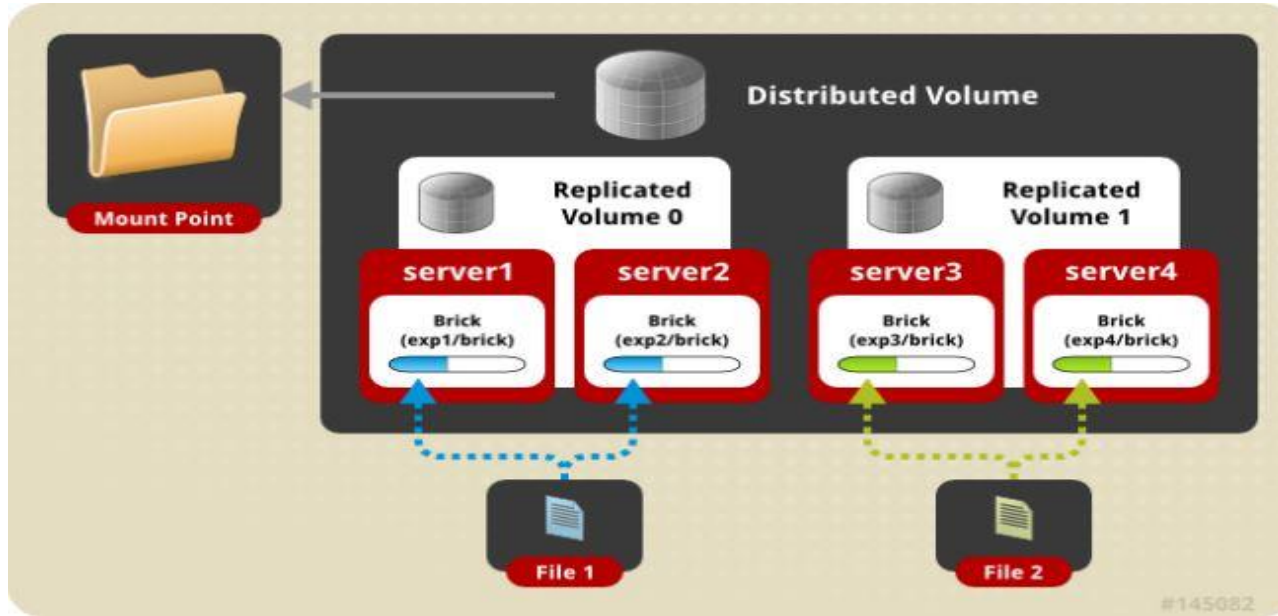 Distributed Volume
Mount Point
Replicated
Volume 0
Replicated
Volume 1
server1
server2
server3
server4
Brick
(exp1/brick)
Brick
(exp2/brick)
Brick
(exp3/brick)
Brick
(exp4/brick)
File 1
File 2
#145082